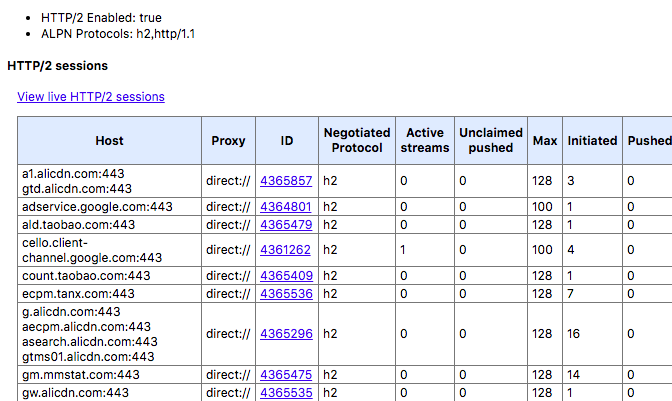 HTTP/2 Enabled: true
ALPN Protocols: h2,http/1.1
HTTP/2 sessions
View live HTTP/2 sessions
Host Proxy ID Negotiated Protocol Active streams Unclaimed pushed Max Initiated Pushed
a1.alicdn.com:443
gtd.alicdn.com:443 direct:// 4365857 h2 0 0 128 3 0
adservice.google.com:443 direct:// 4364801 h2 0 0 100 1 0
ald.taobao.com:443 direct:// 4365479 h2 0 0 128 1 0
cello.client-
channel.google.com:443 direct:// 4361262 h2 1 0 100 4 0
count.taobao.com:443 direct:// 4365409 h2 0 0 128 1 0
ecpm.tanx.com:443 direct:// 4365536 h2 0 0 128 7 0
g.alicdn.com:443
aecpm.alicdn.com:443
asearch.alicdn.com:443
gtms01.alicdn.com:443 direct:// 4365296 h2 0 0 128 16 0
gm.mmstat.com:443 direct:// 4365475 h2 0 0 128 14 0
gw.alicdn.com:443 direct:// 4365535 h2 0 0 128 1 0